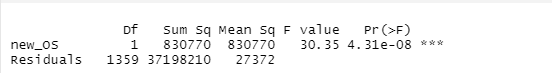 Df Sum Sq Mean Sq F value Pr(>F)
new_OS 1 830770 830770 30.35 4.31e-08 ***
Residuals 1359 37198210 27372